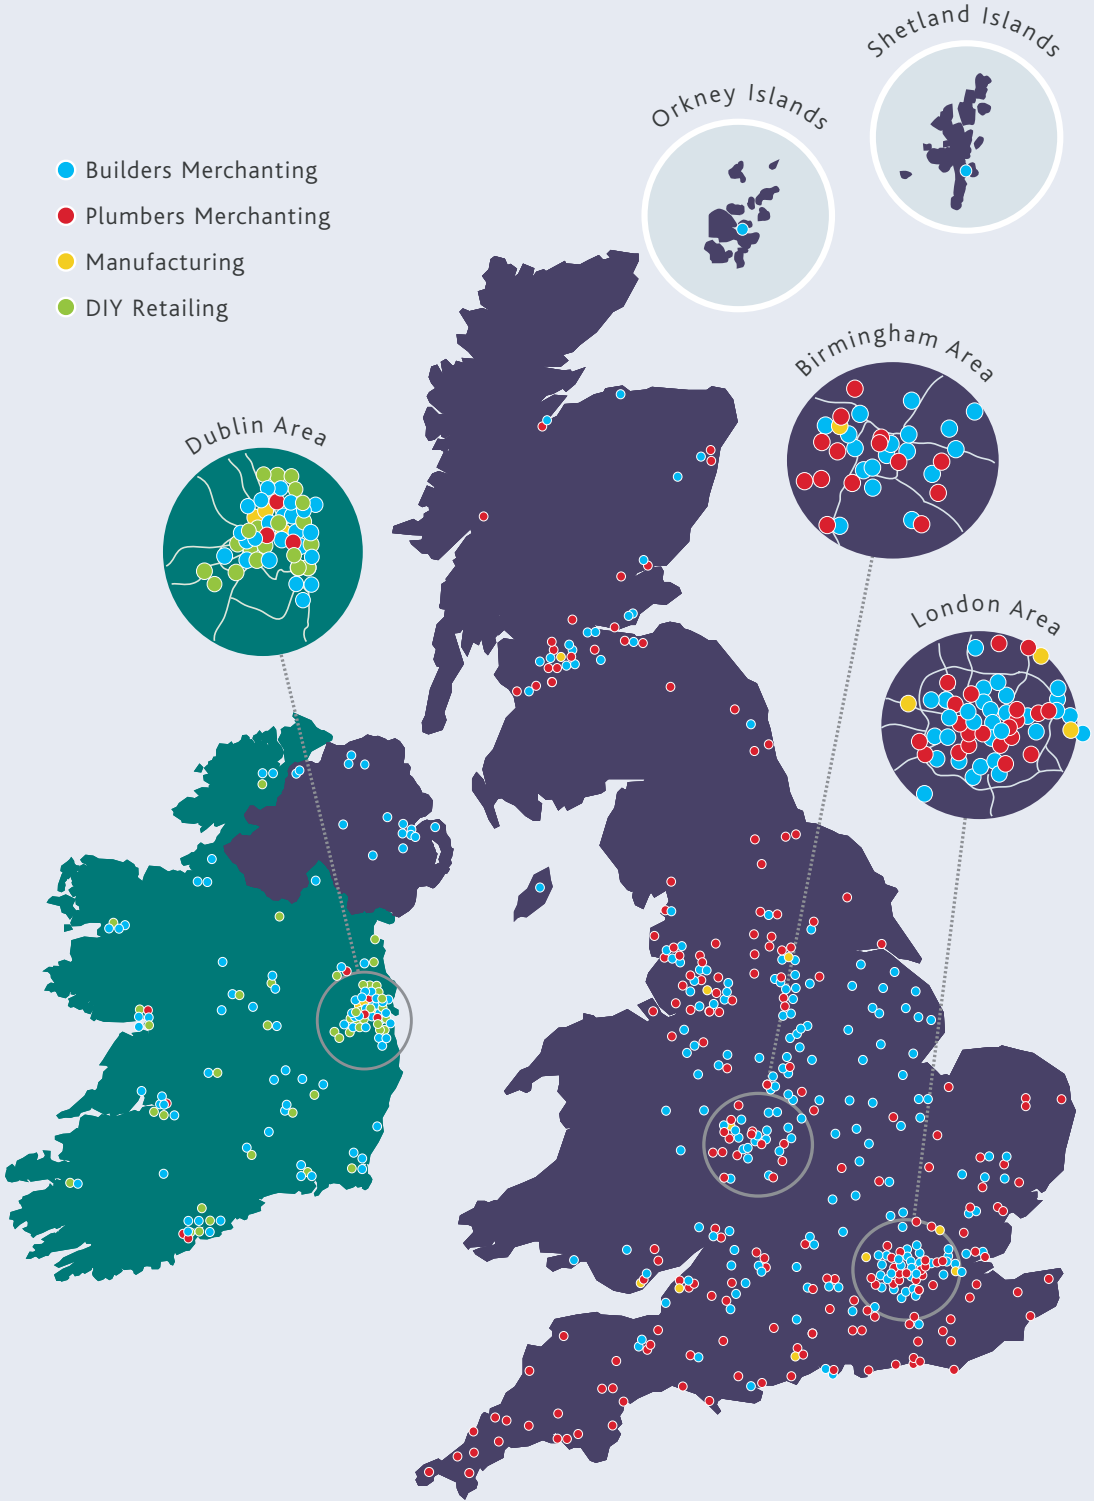 Shetland Islands
Orkney Islands
Builders Merchanting
Plumbers Merchanting
Manufacturing
DIY Retailing
Birmingham Area
Dublin Area
London Area